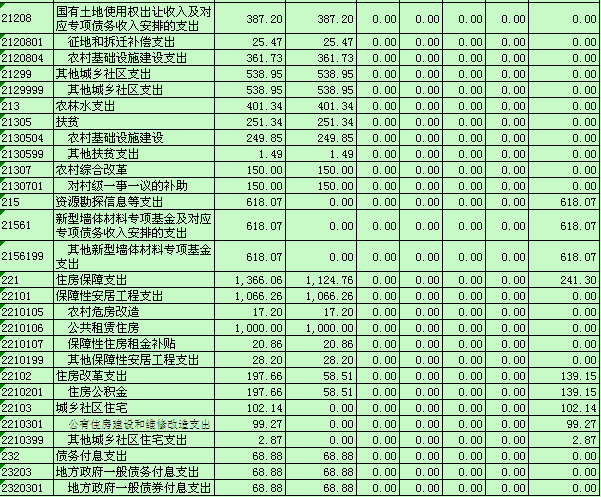 21208 国有土地使用权出让收入及对 387.20 387.20 0.00 0.00 0.00 0.00 0.00
应专项债务收入安排的支出
2120801 征地和拆迁补偿支出 25.47 25.47 0.00 0.00 0.00 0.00 0.00
2120804 农村基础设施建设支出 361.73 361.73 0.00 0.00 0.00 0.00 0.00
21299 其他城乡社区支出 538.95 538.95 0.00 0.00 0.00 0.00 0.00
2129999 其他城乡社区支出 538.95 538.95 0.00 0.00 0.00 0.00 0.00
213 农林水支出 401.34 401.34 0.00 0.00 0.00 0.00 0.00
21305 扶贫 251.34 251.34 0.00 0.00 0.00 0.00 0.00
2130504 农村基础设施建设 249.85 249.85 0.00 0.00 0.00 0.00 0.00
2130599 其他扶贫支出 1.49 1.49 0.00 0.00 0.00 0.00 0.00
21307 农村综合改革 150.00 150.00 0.00 0.00 0.00 0.00 0.00
2130701 对村级一事一议的补助 150.00 150.00 0.00 0.00 0.00 0.00 0.00
215 资源勘探信息等支出 618.07 0.00 0.00 0.00 0.00 0.00 618.07
21561 新型墙体材料专项基金及对应 618.07 0.00 0.00 0.00 0.00 0.00 618.07
专项债务收入安排的支出
2156199 其他新型墙体材料专项基金 618.07 0.00 0.00 0.00 0.00 0.00 618.07
支出
221 住房保障支出 1,366.06 1,124.76 0.00 0.00 0.00 0.00 241.30
22101 保障性安居工程支出 1,066.26 1,066.26 0.00 0.00 0.00 0.00 0.00
2210105 农村危房改造 17.20 17.20 0.00 0.00 0.00 0.00 0.00
2210106 公共租赁住房 1,000.00 1,000.00 0.00 0.00 0.00 0.00 0.00
2210107 保障性住房租金补贴 20.86 20.86 0.00 0.00 0.00 0.00 0.00
2210199 其他保障性安居工程支出 28.20 28.20 0.00 0.00 0.00 0.00 0.00
22102 住房改革支出 197.66 58.51 0.00 0.00 0.00 0.00 139.15
2210201 住房公积金 197.66 58.51 0.00 0.00 0.00 0.00 139.15
22103 城乡社区住宅 102.14 0.00 0.00 0.00 0.00 0.00 102.14
2210301 公有住房建设和维修改造支出 99.27 0.00 0.00 0.00 0.00 0.00 99.27
2210399 其他城乡社区住宅支出 2.87 0.00 0.00 0.00 0.00 0.00 2.87
232 债务付息支出 68.88 68.88 0.00 0.00 0.00 0.00 0.00
23203 地方政府一般债务付息支出 68.88 68.88 0.00 0.00 0.00 0.00 0.00
2320301 地方政府一般债券付息支出 68.88 68.88 0.00 0.00 0.00 0.00 0.00